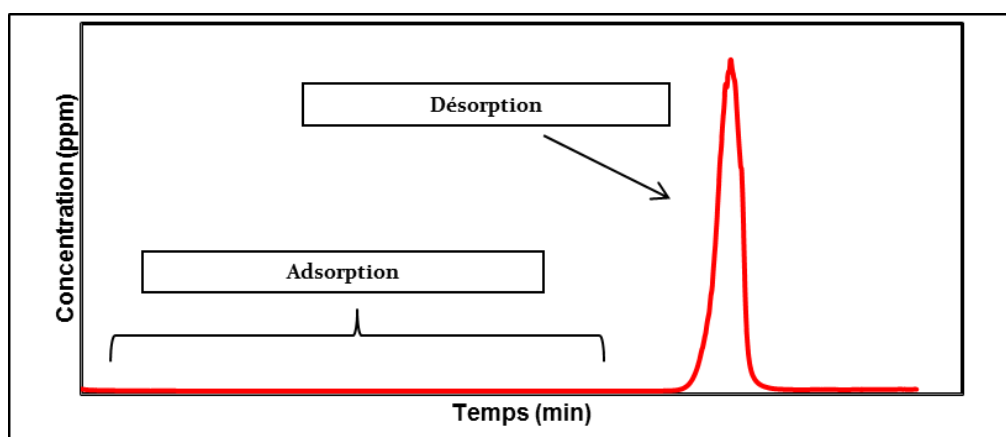 Concentration (ppm)
Désorption
Adsorption
Temps (min)